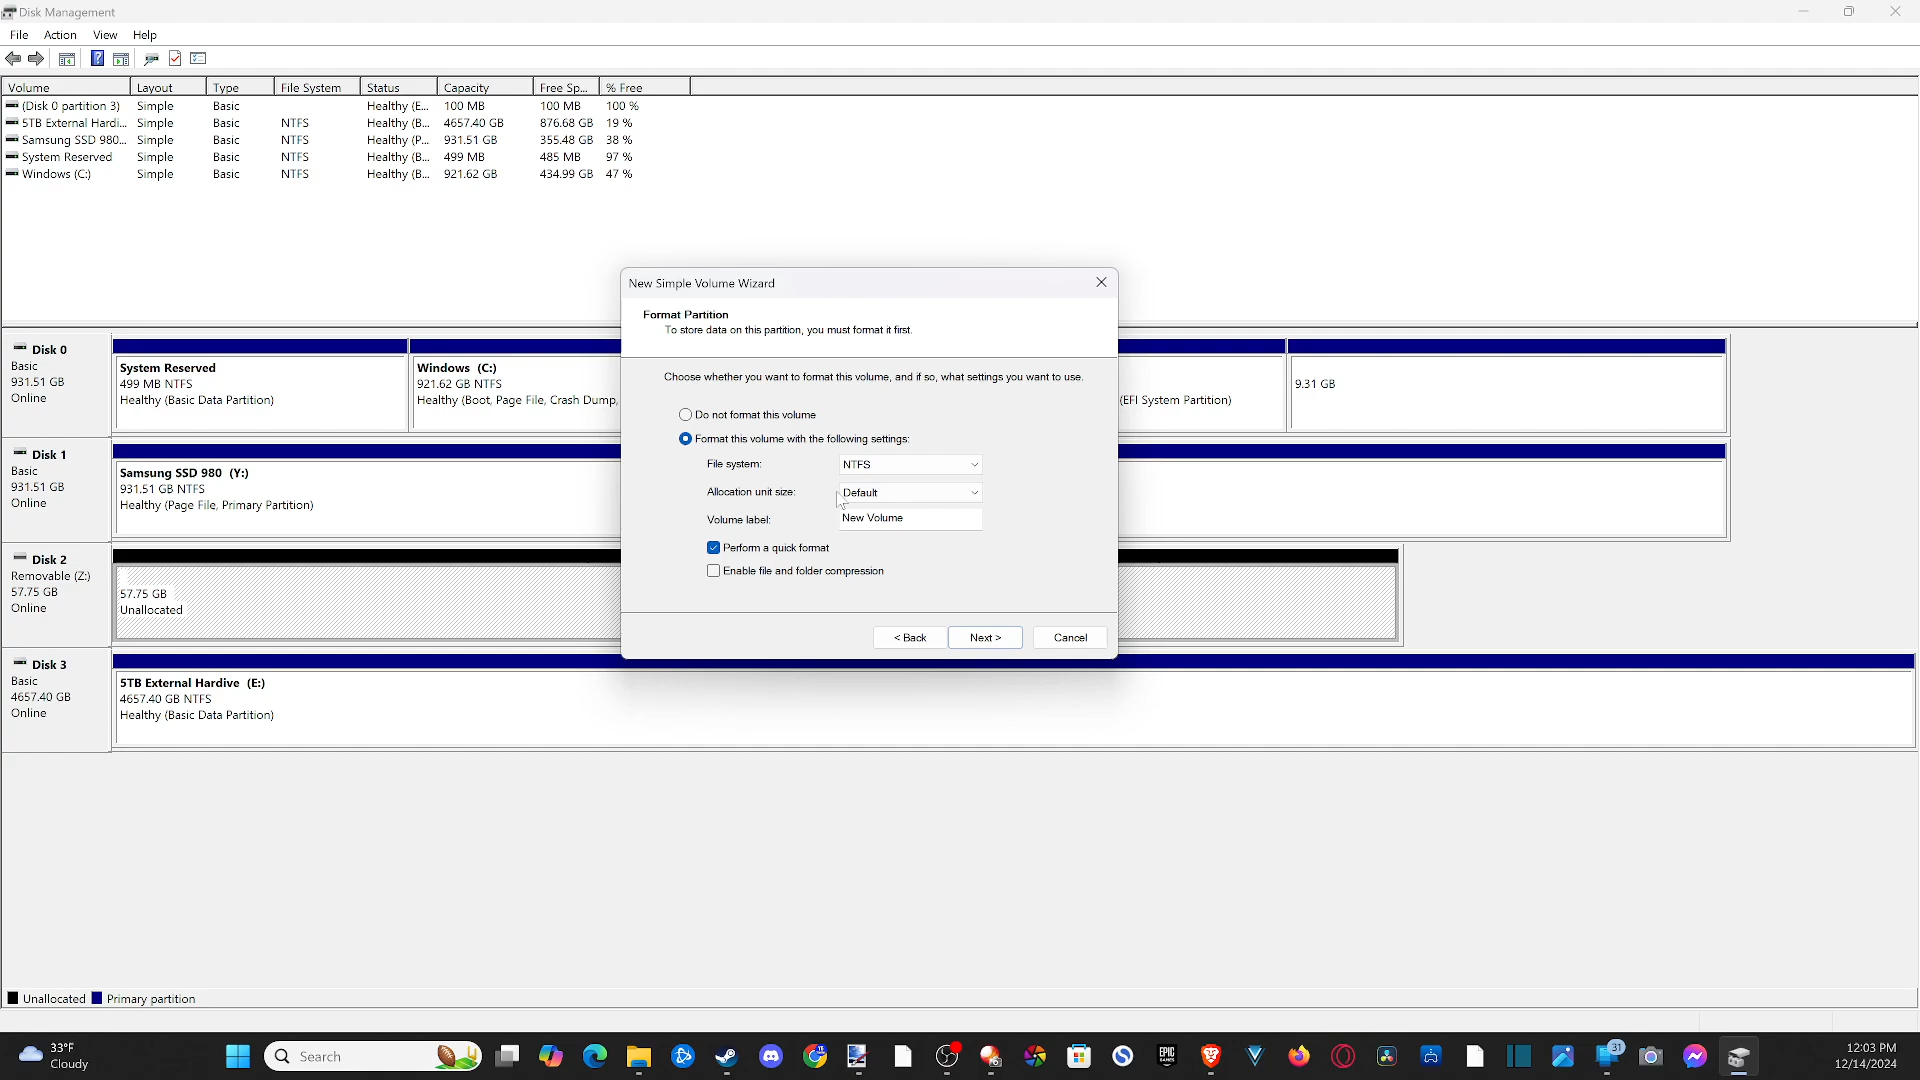 Disk Management
File Action View Help
Volume Layout Type File System Status Capacity Free Sp... % Free
(Disk 0 partition 3) Simple Basic Healthy (E... 100 MB 100 MB 100 %
5TB External Hardi... Simple Basic NTFS Healthy (B... 4657.40 GB 876.68 GB 19 %
Samsung SSD 980... Simple Basic NTFS Healthy (P... 931.51 GB 355.48 GB 38 %
System Reserved Simple Basic NTFS Healthy (B... 499 MB 485 MB 97 %
Windows (C:) Simple Basic NTFS Healthy (B... 921.62 GB 434.99 GB 47 %
New Simple Volume Wizard
Format Partition
To store data on this partition, you must format it first.
Choose whether you want to format this volume, and if so, what settings you want to use.
Do not format this volume
Format this volume with the following settings:
File system: NTFS
Allocation unit size: Default
Volume label: New Volume
Perform a quick format
Enable file and folder compression
< Back Next > Cancel
Disk 0
Basic
931.51 GB
Online
System Reserved
499 MB NTFS
Healthy (Basic Data Partition)
Windows (C:)
921.62 GB NTFS
Healthy (Boot, Page File, Crash Dump,
(EFI System Partition)
9.31 GB
Disk 1
Basic
931.51 GB
Online
Samsung SSD 980 (Y:)
931.51 GB NTFS
Healthy (Page File, Primary Partition)
Disk 2
Removable (Z:)
57.75 GB
Online
57.75 GB
Unallocated
Disk 3
Basic
4657.40 GB
Online
5TB External Hardive (E:)
4657.40 GB NTFS
Healthy (Basic Data Partition)
Unallocated Primary partition
33°F
Cloudy
Search
EPIC
GAMES
31
12:03 PM
12/14/2024